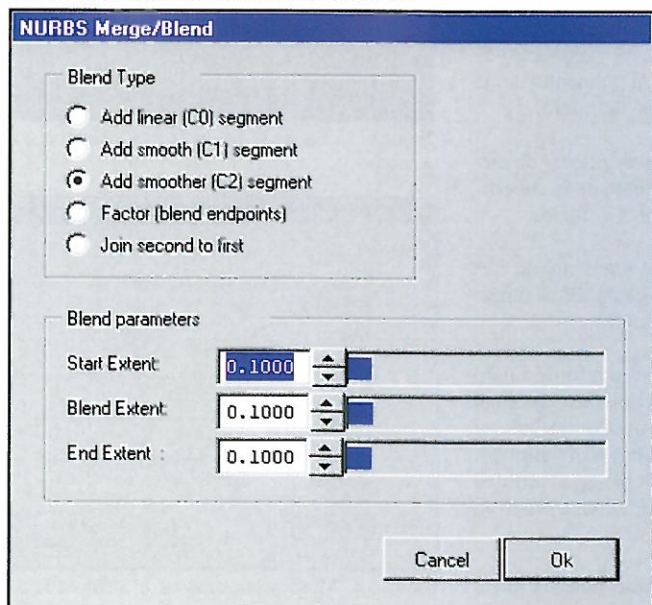 NURBS Merge/Blend
Blend Type
Add linear (C0) segment
Add smooth (C1) segment
Add smoother (C2) segment
Factor (blend endpoints)
Join second to first
Blend parameters
Start Extent:
0.1000
Blend Extent:
0.1000
End Extent :
0.1000
Cancel
Ok